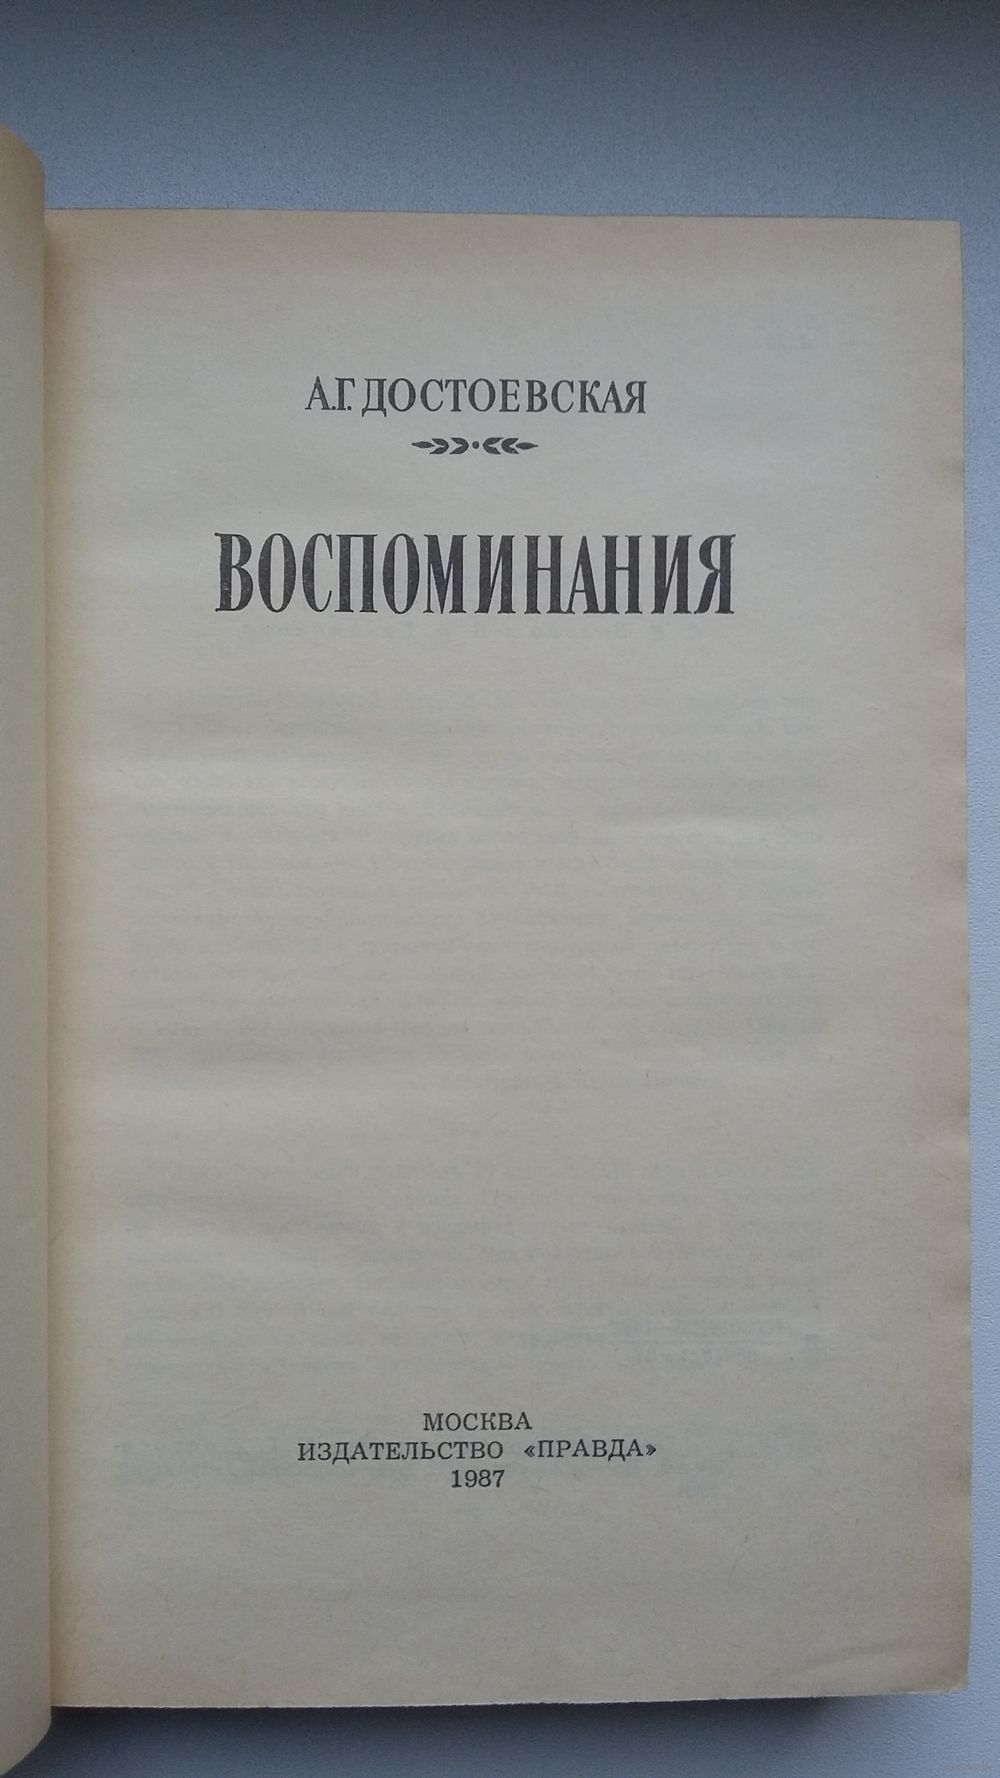 А.Г. ДОСТОЕВСКАЯ
ВОСПОМИНАНИЯ
МОСКВА
ИЗДАТЕЛЬСТВО «ПРАВДА»
1987